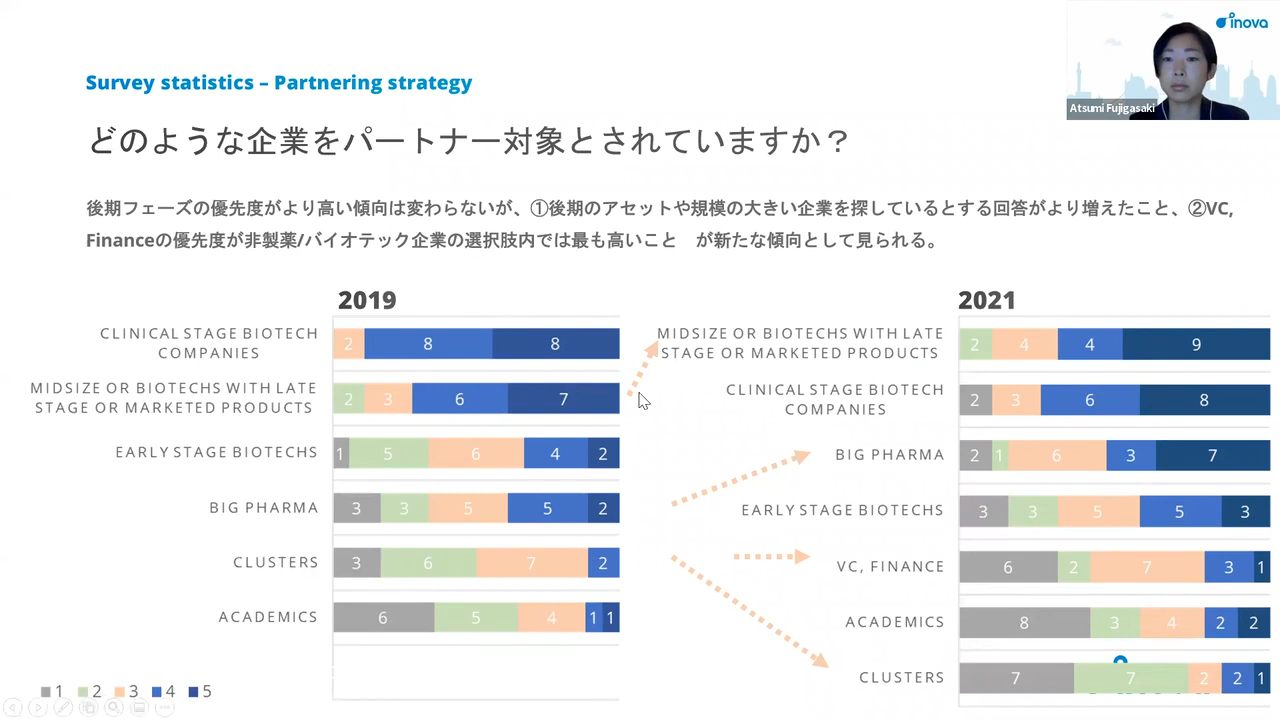 inova
Atsumi Fujigasaki
Survey statistics – Partnering strategy
どのような企業をパートナー対象とされていますか？
後期フェーズの優先度がより高い傾向は変わらないが、①後期のアセットや規模の大きい企業を探しているとする回答がより増えたこと、②VC,
Financeの優先度が非製薬/バイオテック企業の選択肢内では最も高いこと　が新たな傾向として見られる。
2019
CLINICAL STAGE BIOTECH
COMPANIES
2 8 8
MIDSIZE OR BIOTECHS WITH LATE
STAGE OR MARKETED PRODUCTS
2 3 6 7
EARLY STAGE BIOTECHS
1 5 6 4 2
BIG PHARMA
3 3 5 5 2
CLUSTERS
3 6 7 2
ACADEMICS
6 5 4 1 1
1 2 3 4 5
2021
MIDSIZE OR BIOTECHS WITH LATE
STAGE OR MARKETED PRODUCTS
2 4 4 9
CLINICAL STAGE BIOTECH
COMPANIES
2 3 6 8
BIG PHARMA
2 1 6 3 7
EARLY STAGE BIOTECHS
3 3 5 5 3
VC, FINANCE
6 2 7 3 1
ACADEMICS
8 3 4 2 2
CLUSTERS
7 7 2 2 1